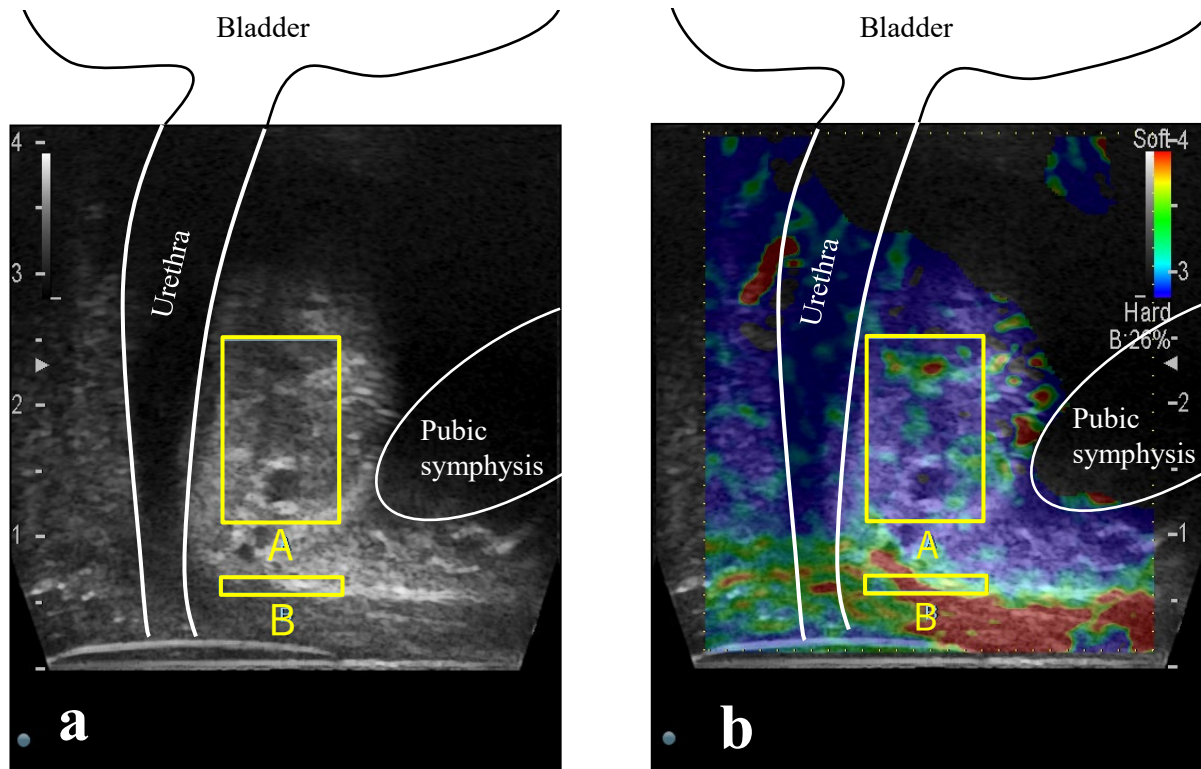 Bladder
4
3
2
1
Urethra
Pubic
symphysis
A
B
a
Bladder
Soft
4
3
Hard
B:26%
2
1
Urethra
Pubic
symphysis
A
B
b